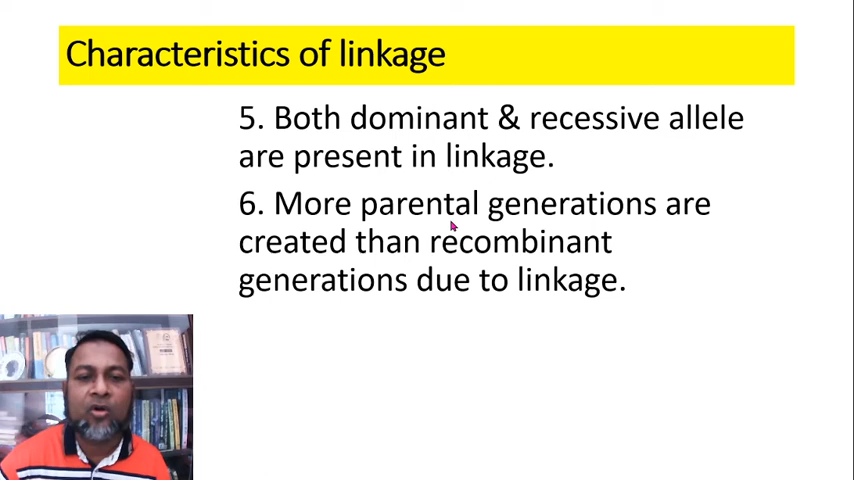 Characteristics of linkage
5. Both dominant & recessive allele
are present in linkage.
6. More parental generations are
created than recombinant
generations due to linkage.